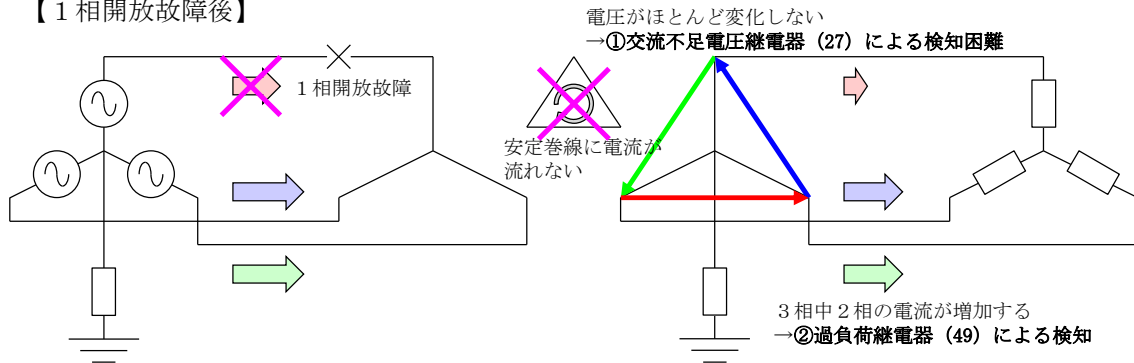 【１相開放故障後】
電圧がほとんど変化しない
→①交流不足電圧継電器（27）による検知困難
１相開放故障
安定巻線に電流が
流れない
３相中２相の電流が増加する
→②過負荷継電器（49）による検知